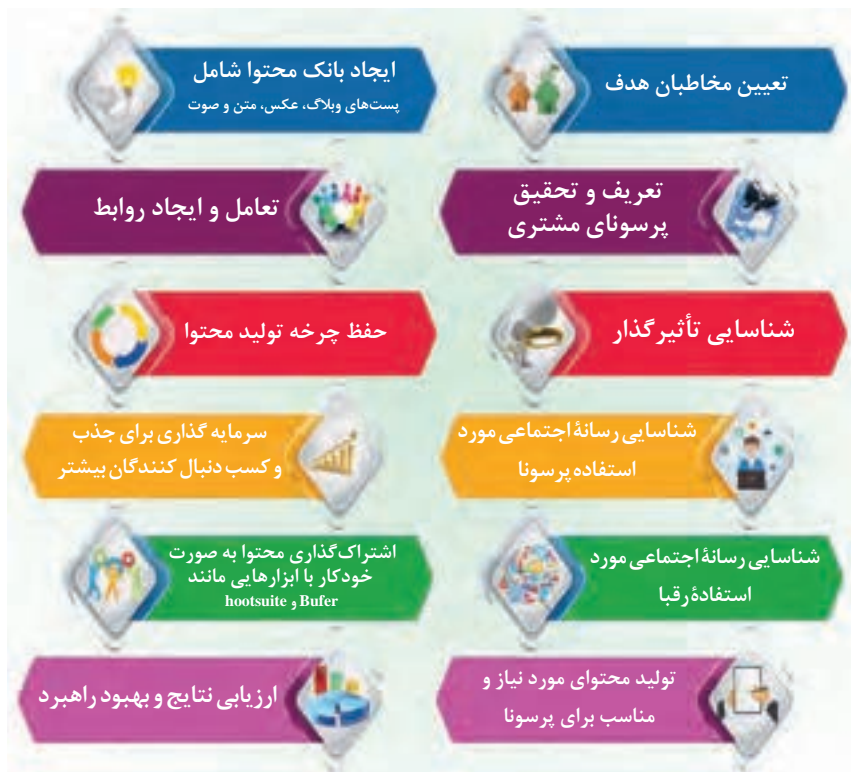 تعیین مخاطبان هدف
تعریف و تحقیق
پرسونای مشتری
شناسایی تأثیرگذار
شناسایی رسانۀ اجتماعی مورد
استفاده پرسونا
شناسایی رسانۀ اجتماعی مورد
استفادۀ رقبا
تولید محتوای مورد نیاز و
مناسب برای پرسونا
ایجاد بانک محتوا شامل
پست‌های وبلاگ، عکس، متن و صوت
تعامل و ایجاد روابط
حفظ چرخه تولید محتوا
سرمایه گذاری برای جذب
و کسب دنبال کنندگان بیشتر
اشتراک‌گذاری محتوا به صورت
خودکار با ابزارهایی مانند
Bufer و hootsuite
ارزیابی نتایج و بهبود راهبرد